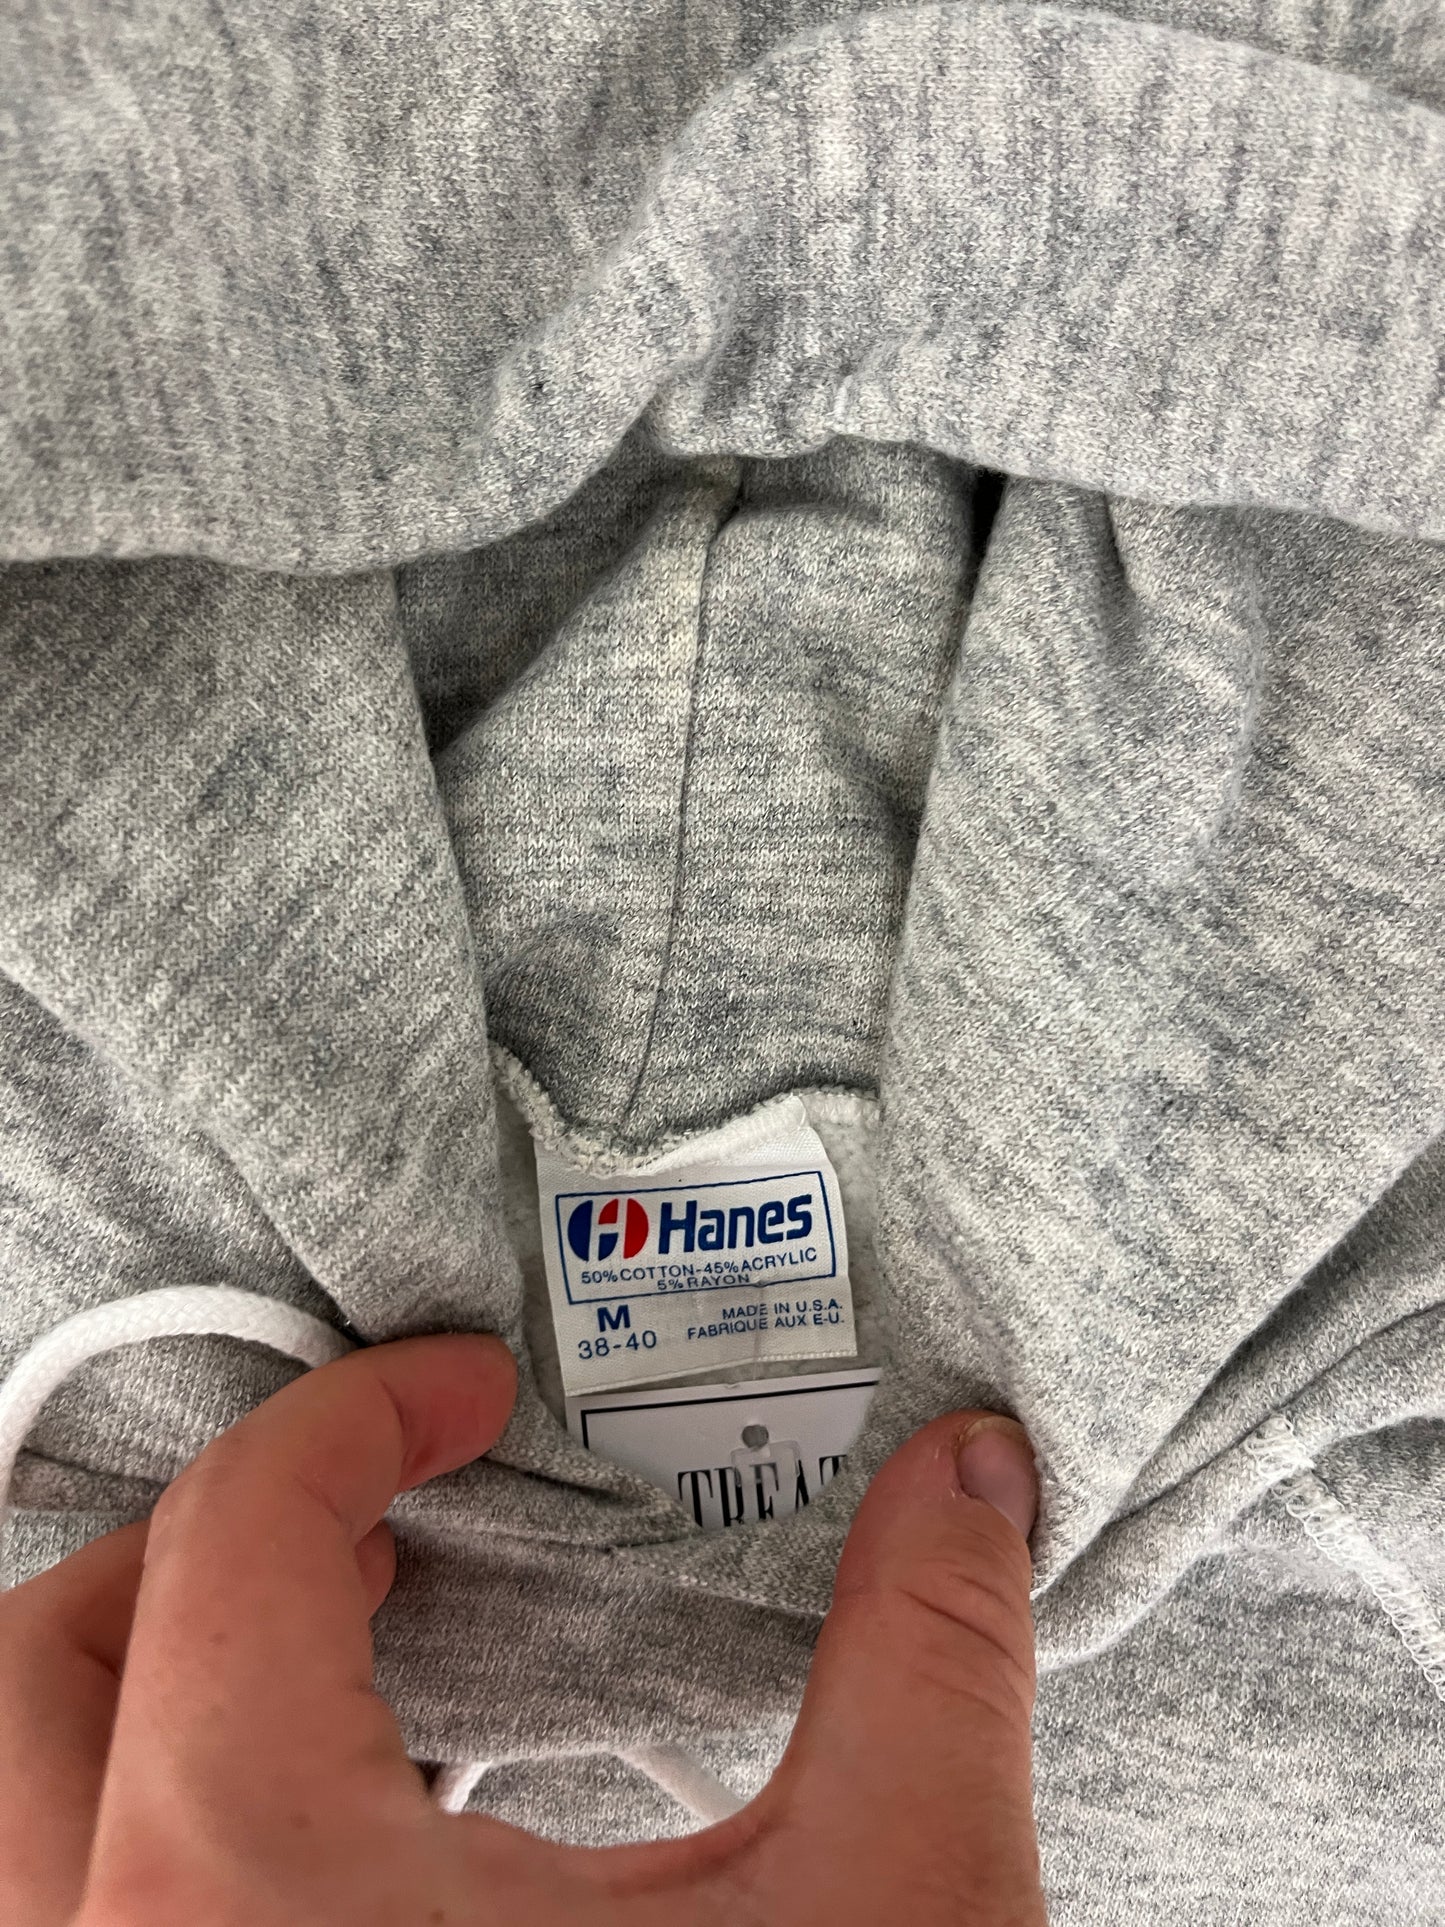 Hanes
50% COTTON-45% ACRYLIC
5% RAYON
M
38-40
MADE IN U.S.A.
FABRIQUE AUX E-U.
TREAT